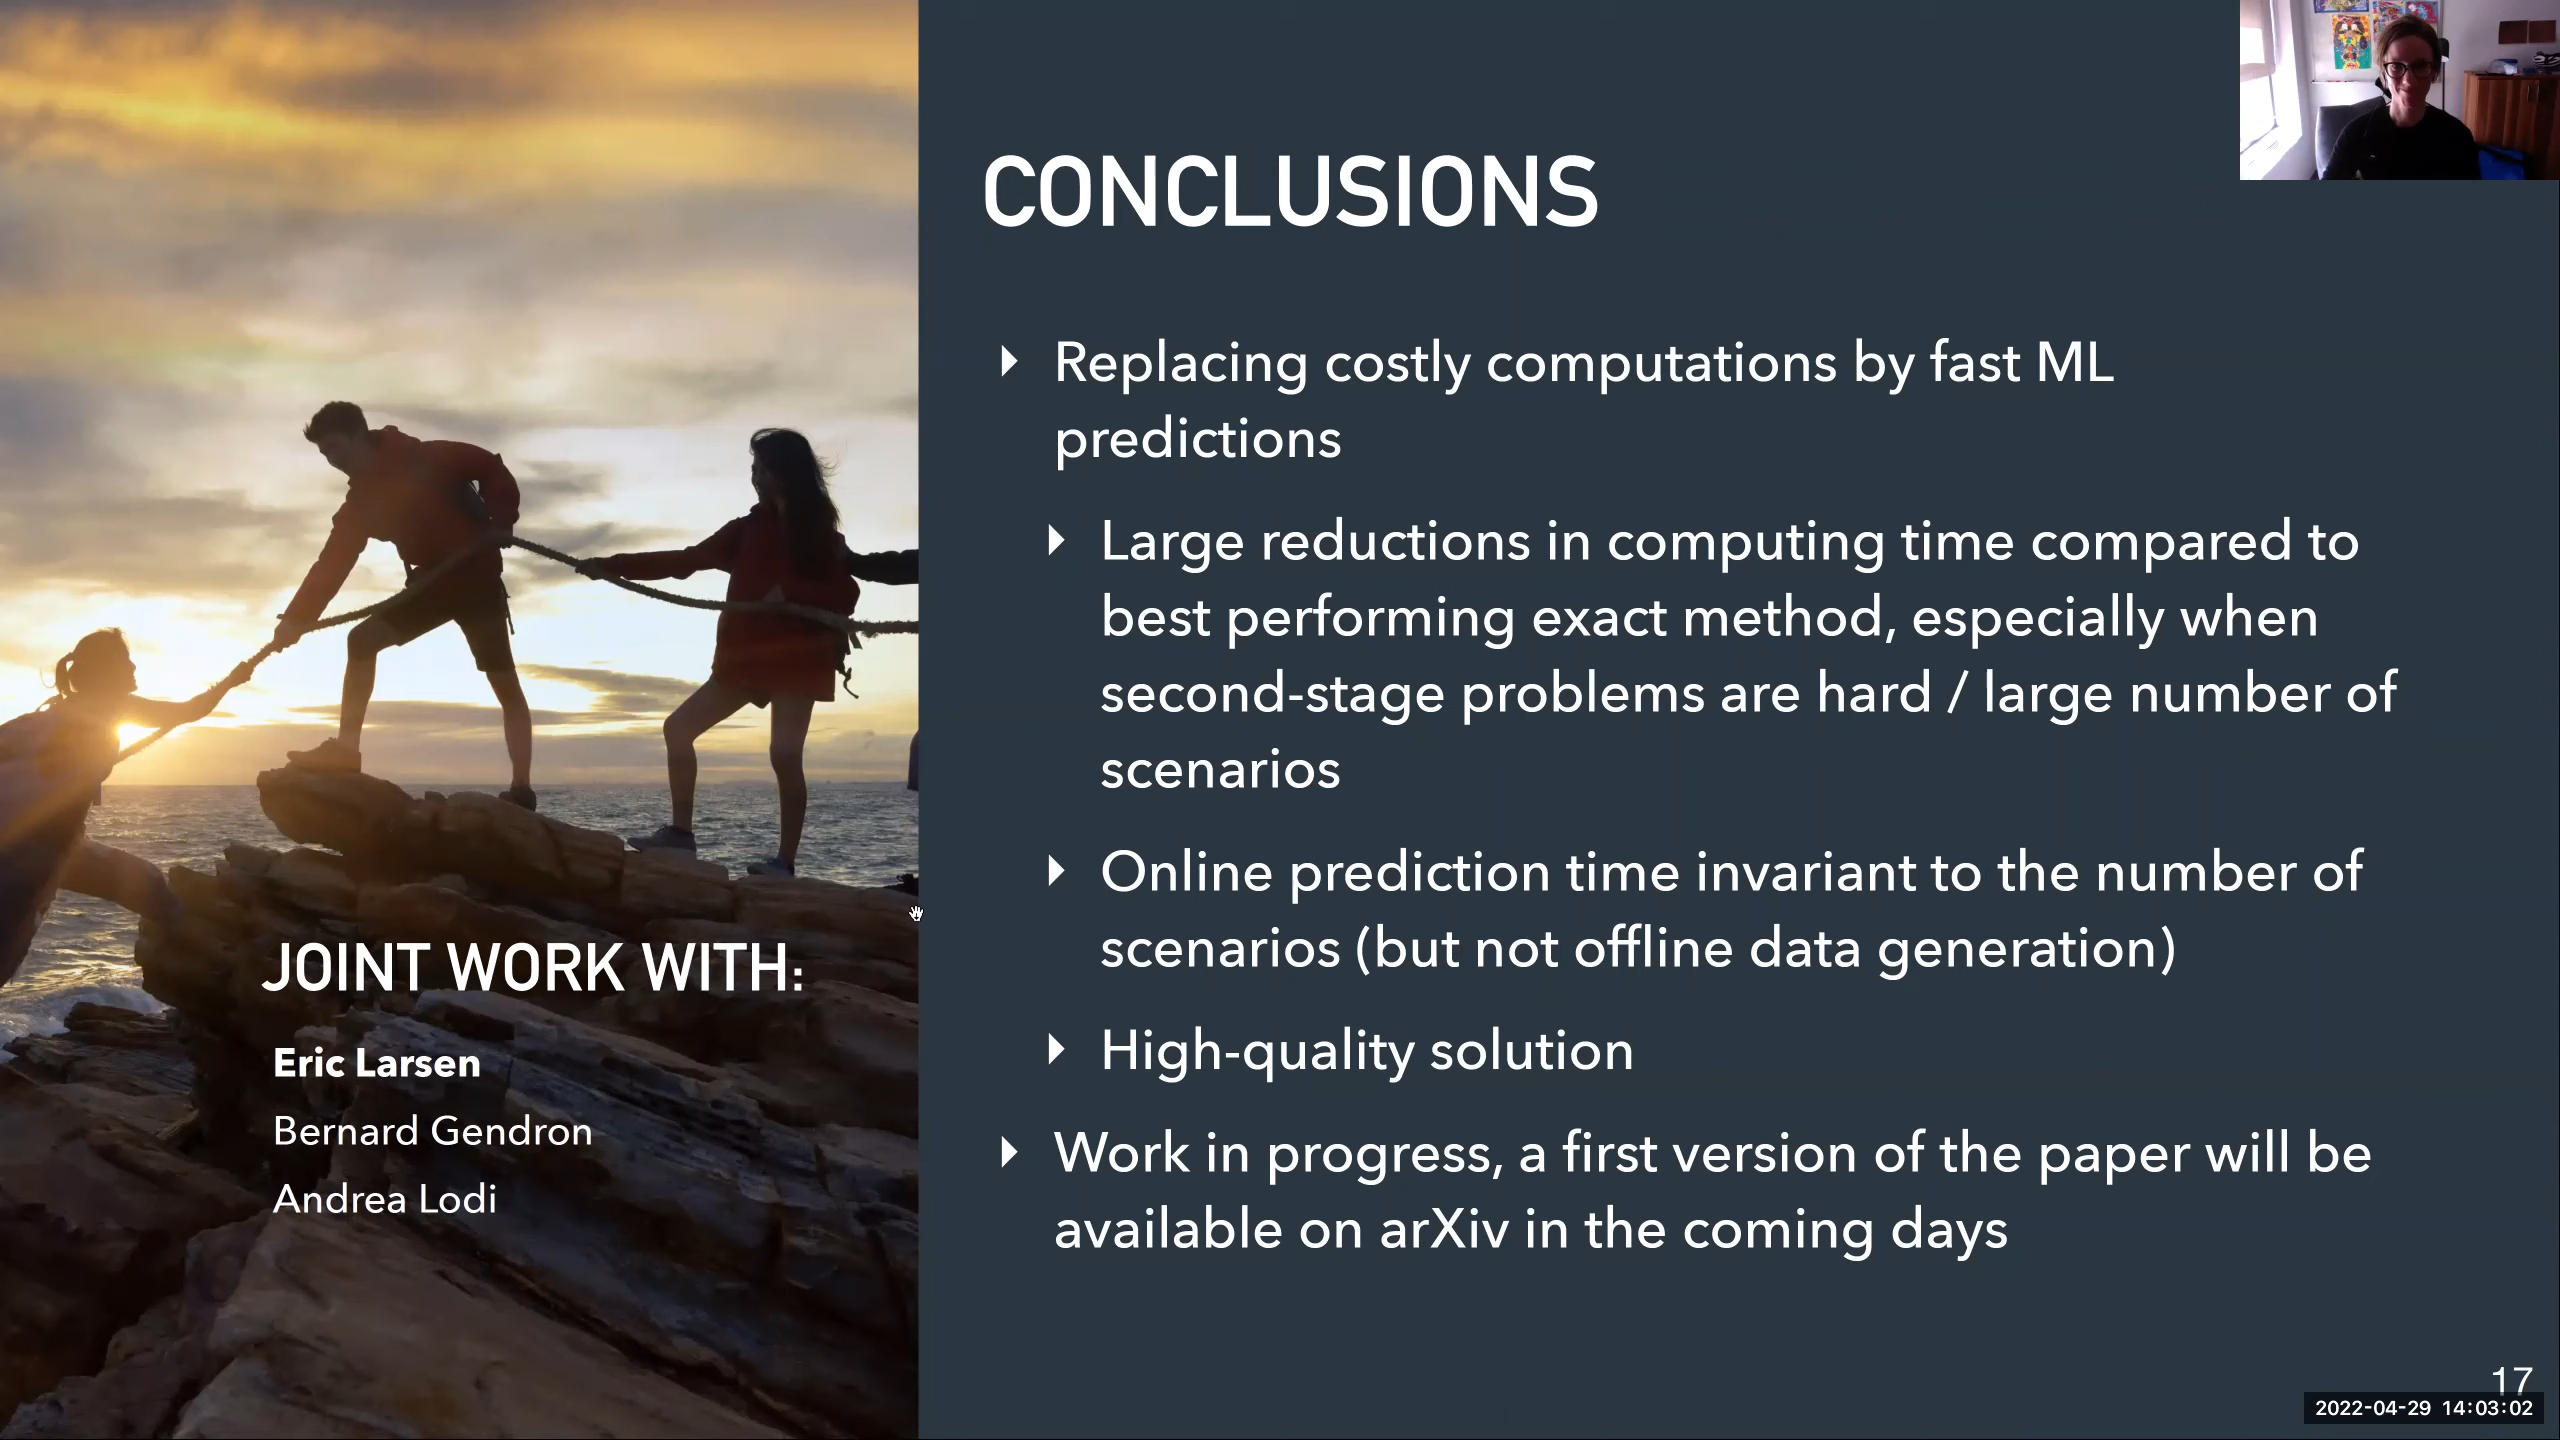 CONCLUSIONS
Replacing costly computations by fast ML
predictions
Large reductions in computing time compared to
best performing exact method, especially when
second-stage problems are hard / large number of
scenarios
Online prediction time invariant to the number of
scenarios (but not offline data generation)
High-quality solution
Work in progress, a first version of the paper will be
available on arXiv in the coming days
JOINT WORK WITH:
Eric Larsen
Bernard Gendron
Andrea Lodi
17
2022-04-29 14:03:02